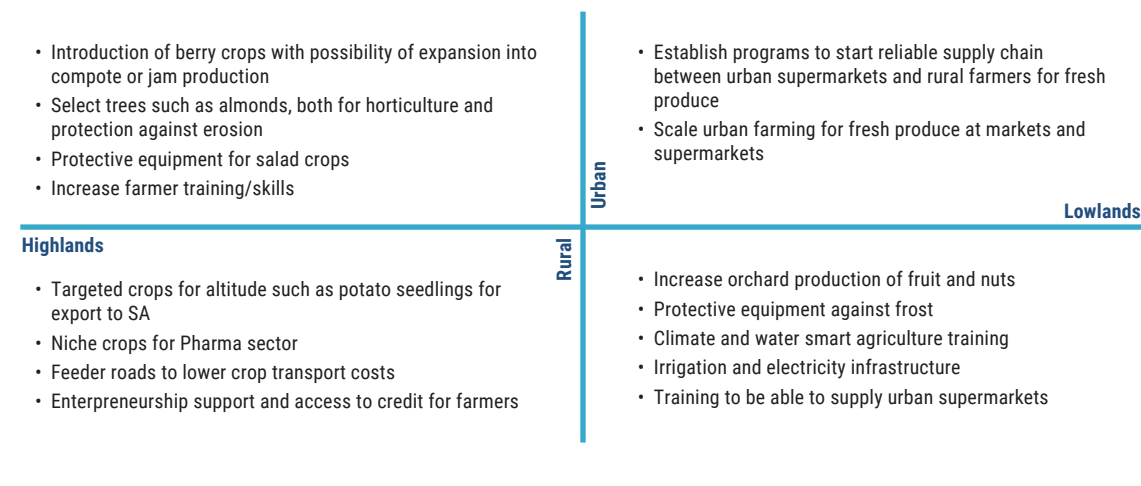 • Introduction of berry crops with possibility of expansion into
compote or jam production
• Select trees such as almonds, both for horticulture and
protection against erosion
• Protective equipment for salad crops
• Increase farmer training/skills
• Establish programs to start reliable supply chain
between urban supermarkets and rural farmers for fresh
produce
• Scale urban farming for fresh produce at markets and
supermarkets
Urban
Lowlands
Highlands
Rural
• Targeted crops for altitude such as potato seedlings for
export to SA
• Niche crops for Pharma sector
• Feeder roads to lower crop transport costs
• Enterpreneurship support and access to credit for farmers
• Increase orchard production of fruit and nuts
• Protective equipment against frost
• Climate and water smart agriculture training
• Irrigation and electricity infrastructure
• Training to be able to supply urban supermarkets